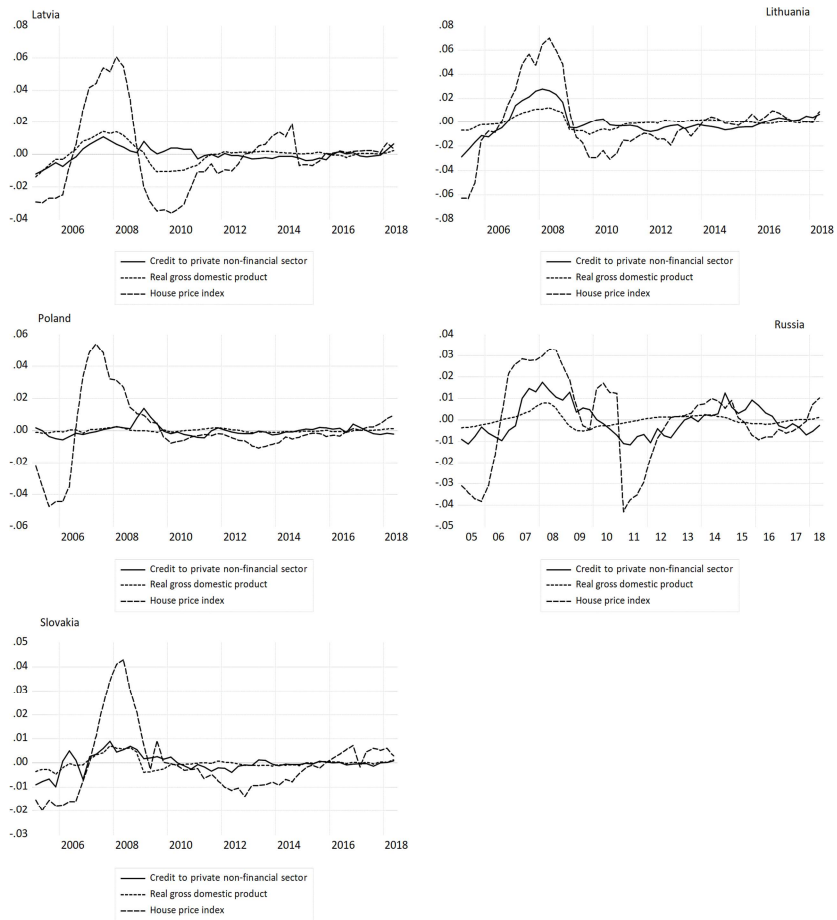 Latvia
.08
.06
.04
.02
.00
-.02
-.04
2006 2008 2010 2012 2014 2016 2018
Credit to private non-financial sector
Real gross domestic product
House price index
Lithuania
.08
.06
.04
.02
.00
-.02
-.04
-.06
-.08
2006 2008 2010 2012 2014 2016 2018
Credit to private non-financial sector
Real gross domestic product
House price index
Poland
.06
.04
.02
.00
-.02
-.04
-.06
2006 2008 2010 2012 2014 2016 2018
Credit to private non-financial sector
Real gross domestic product
House price index
Russia
.04
.03
.02
.01
.00
-.01
-.02
-.03
-.04
-.05
05 06 07 08 09 10 11 12 13 14 15 16 17 18
Credit to private non-financial sector
Real gross domestic product
House price index
Slovakia
.05
.04
.03
.02
.01
.00
-.01
-.02
-.03
2006 2008 2010 2012 2014 2016 2018
Credit to private non-financial sector
Real gross domestic product
House price index